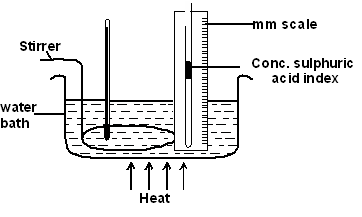 Stirrer
mm scale
Conc. sulphuric
acid index
water
bath
Heat